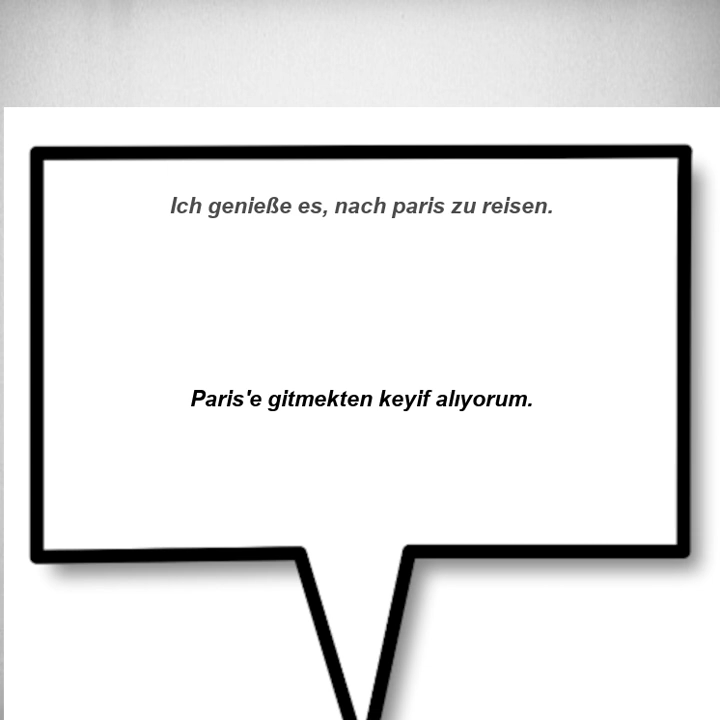 Ich genieße es, nach paris zu reisen.
Paris'e gitmekten keyif alıyorum.